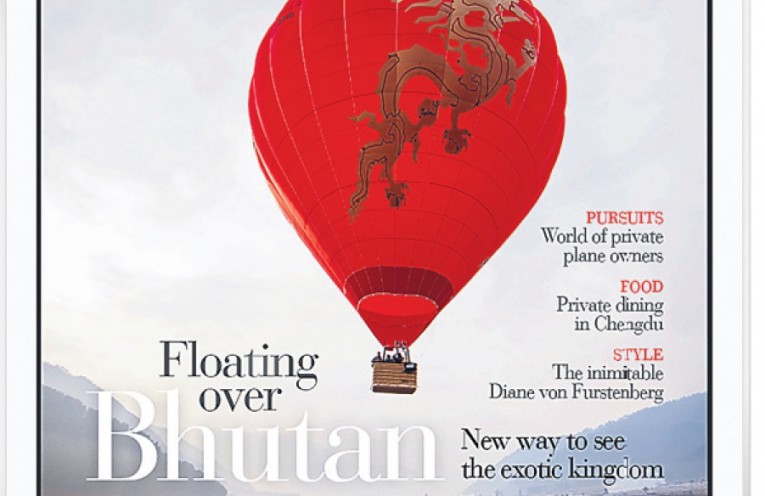 PURSUITS
World of private
plane owners
FOOD
Private dining
in Chengdu
STYLE
The inimitable
Diane von Furstenberg
Floating
over
Bhutan
New way to see
the exotic kingdom